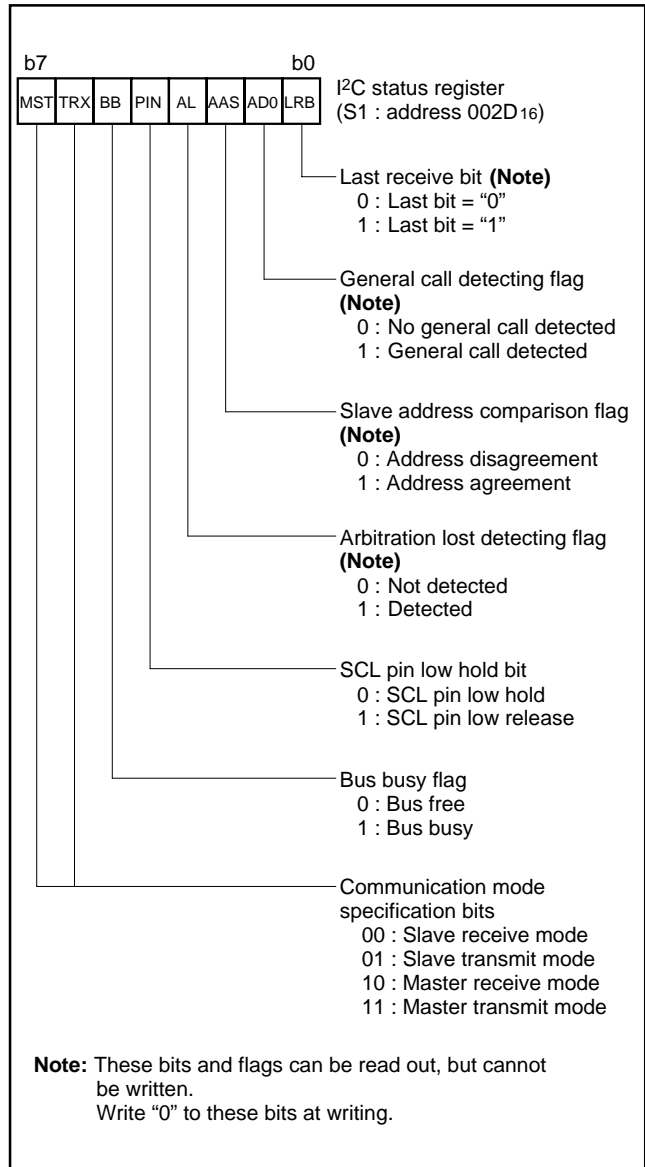 b7 b0
MST TRX BB PIN AL AAS AD0 LRB
I2C status register
(S1 : address 002D16)
Last receive bit (Note)
0 : Last bit = “0”
1 : Last bit = “1”
General call detecting flag
(Note)
0 : No general call detected
1 : General call detected
Slave address comparison flag
(Note)
0 : Address disagreement
1 : Address agreement
Arbitration lost detecting flag
(Note)
0 : Not detected
1 : Detected
SCL pin low hold bit
0 : SCL pin low hold
1 : SCL pin low release
Bus busy flag
0 : Bus free
1 : Bus busy
Communication mode
specification bits
00 : Slave receive mode
01 : Slave transmit mode
10 : Master receive mode
11 : Master transmit mode
Note: These bits and flags can be read out, but cannot
be written.
Write “0” to these bits at writing.